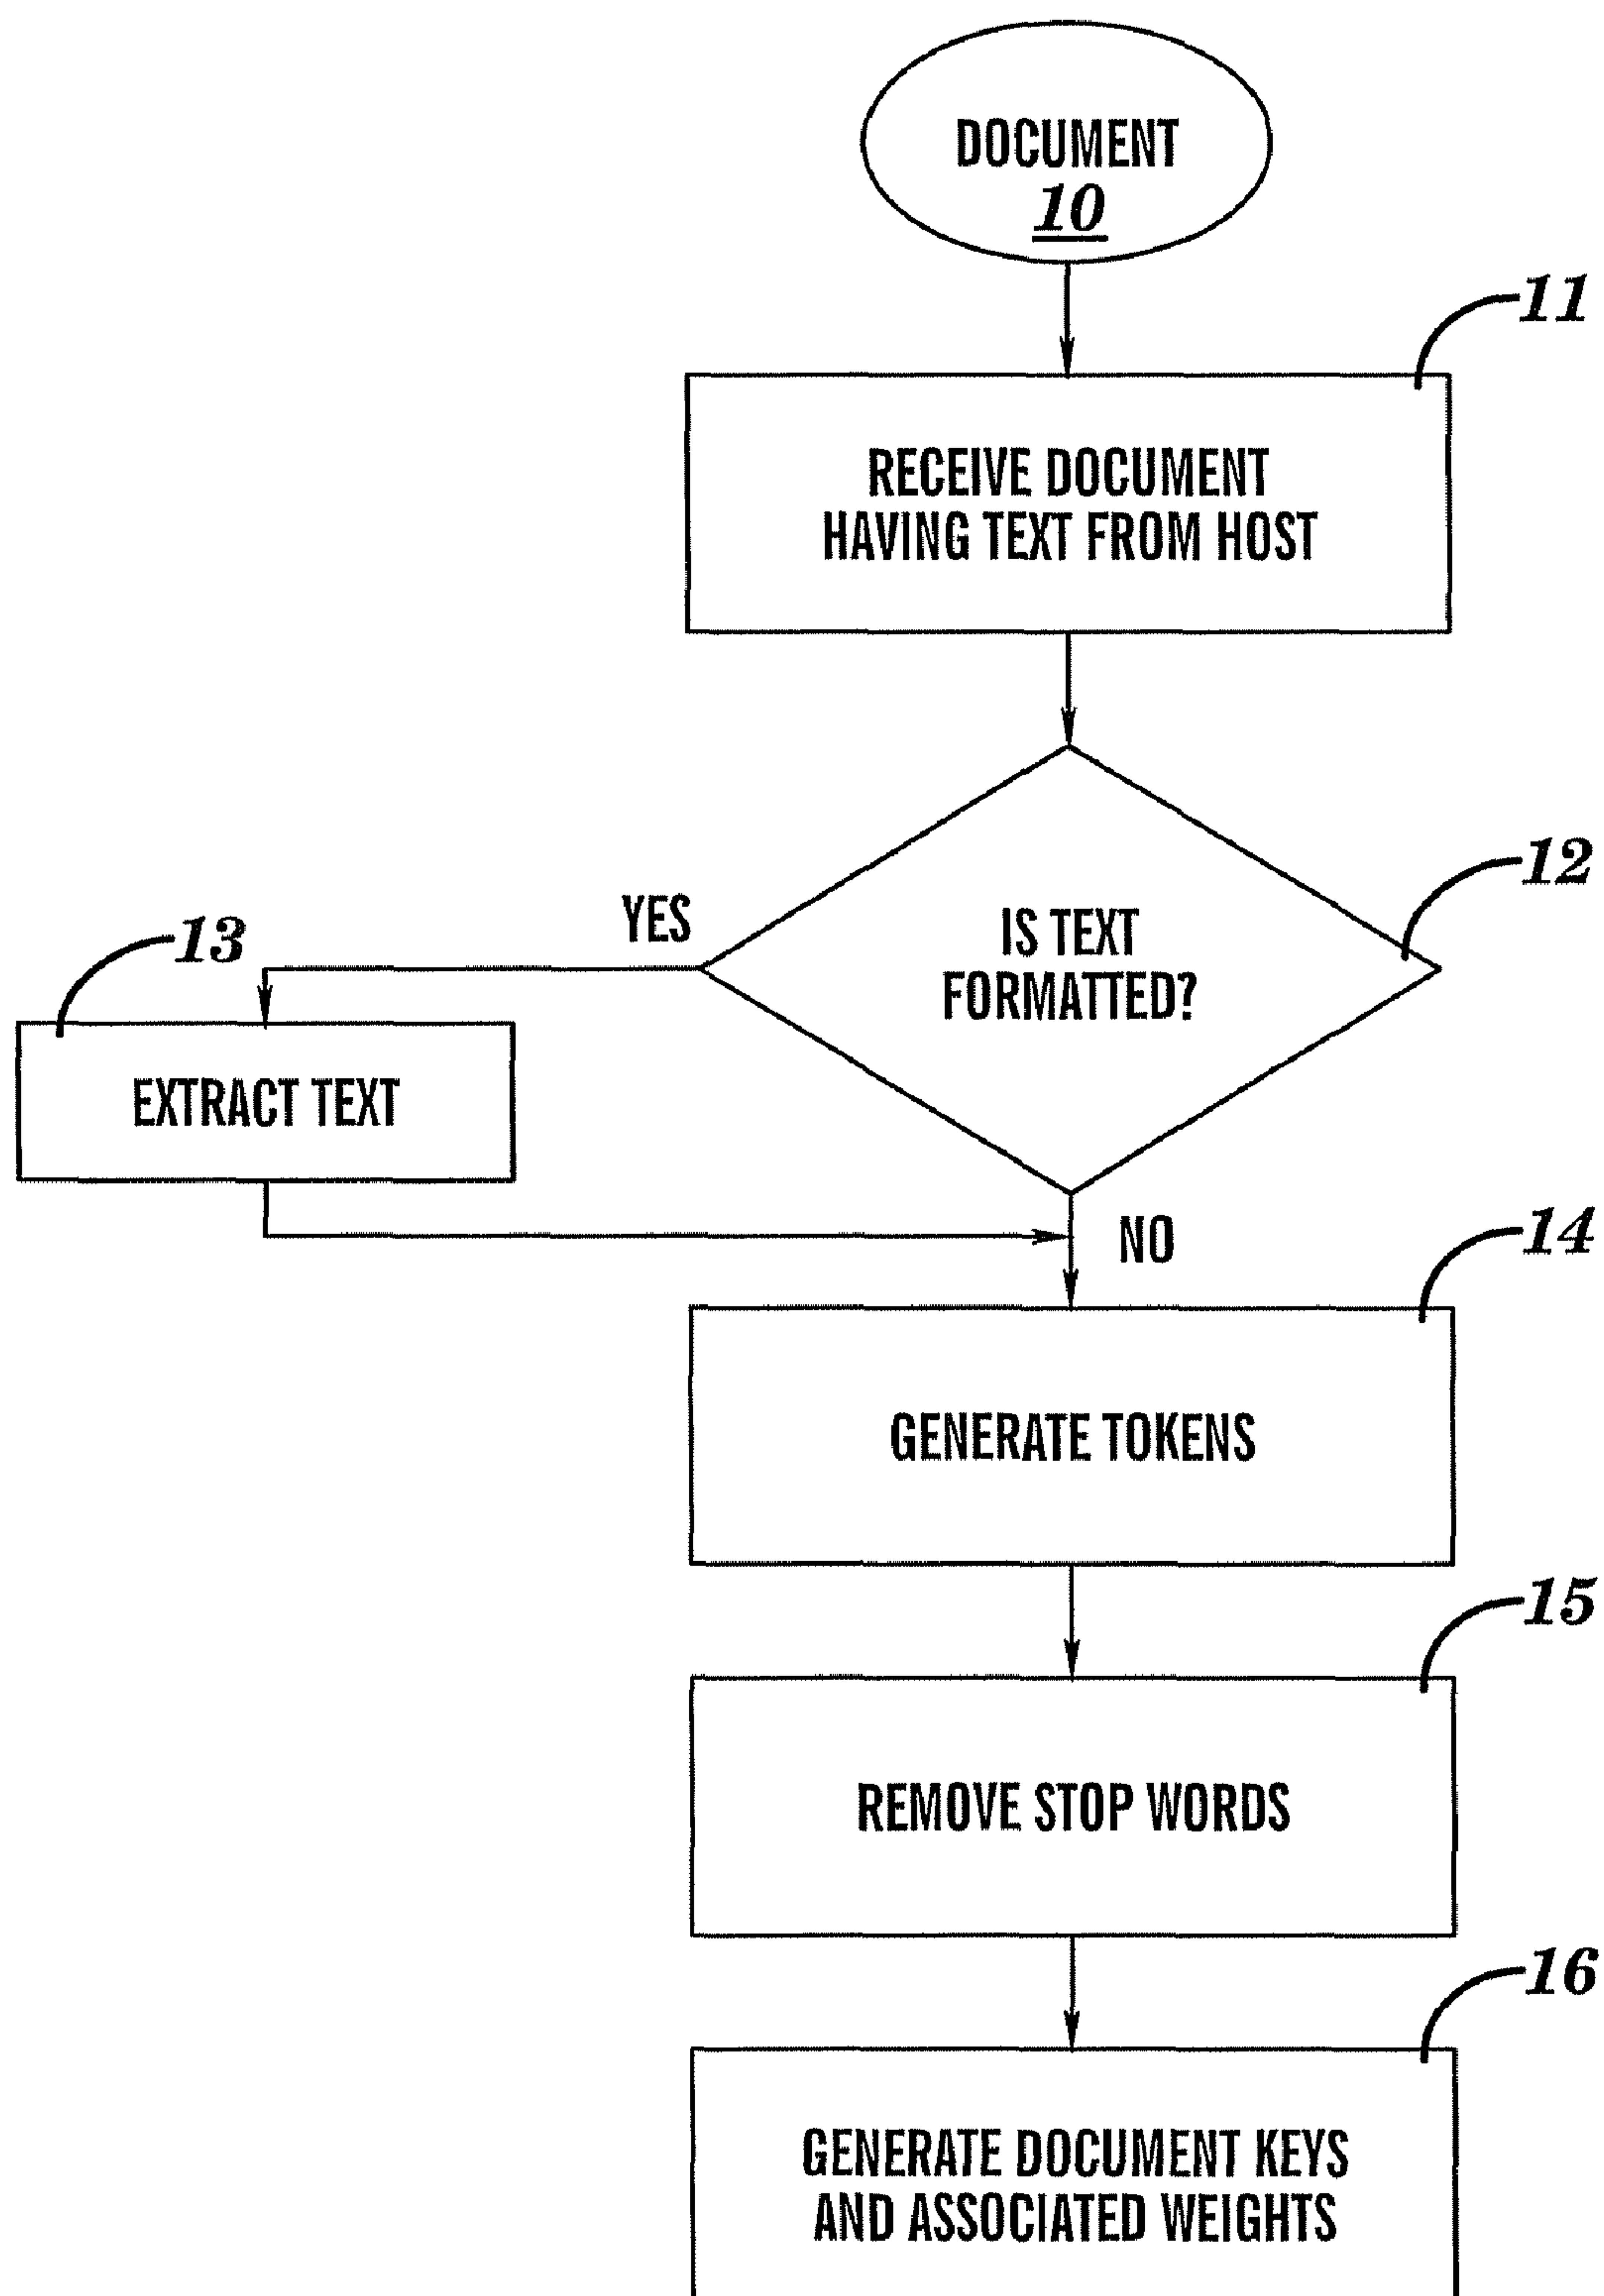 DOCUMENT
10
11
RECEIVE DOCUMENT
HAVING TEXT FROM HOST
12
IS TEXT
FORMATTED?
YES
13
EXTRACT TEXT
NO
14
GENERATE TOKENS
15
REMOVE STOP WORDS
16
GENERATE DOCUMENT KEYS
AND ASSOCIATED WEIGHTS